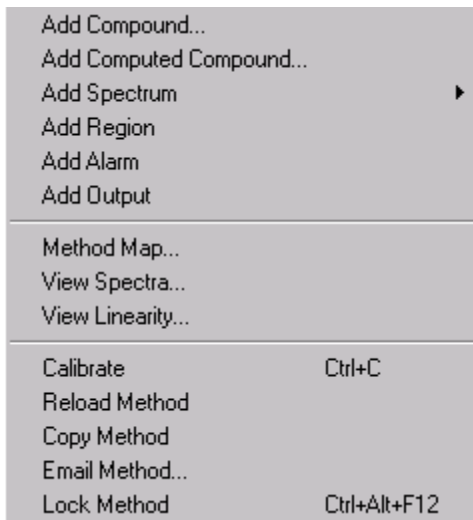 Add Compound...
Add Computed Compound...
Add Spectrum
Add Region
Add Alarm
Add Output
Method Map...
View Spectra...
View Linearity...
Calibrate Ctrl+C
Reload Method
Copy Method
Email Method...
Lock Method Ctrl+Alt+F12